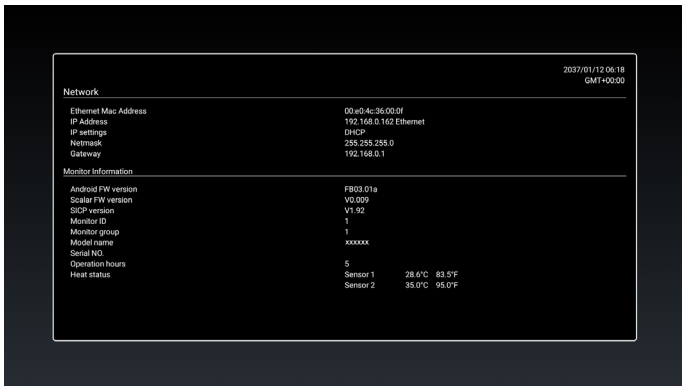 2037/01/12 06:18
GMT+00:00
Network
Ethernet Mac Address 00:e0:4c:36:00:0f
IP Address 192.168.0.162 Ethernet
IP settings DHCP
Netmask 255.255.255.0
Gateway 192.168.0.1
Monitor Information
Android FW version FB03.01a
Scalar FW version V0.009
SICP version V1.92
Monitor ID 1
Monitor group 1
Model name xxxxxx
Serial NO.
Operation hours 5
Heat status Sensor 1 28.6°C 83.5°F
Sensor 2 35.0°C 95.0°F